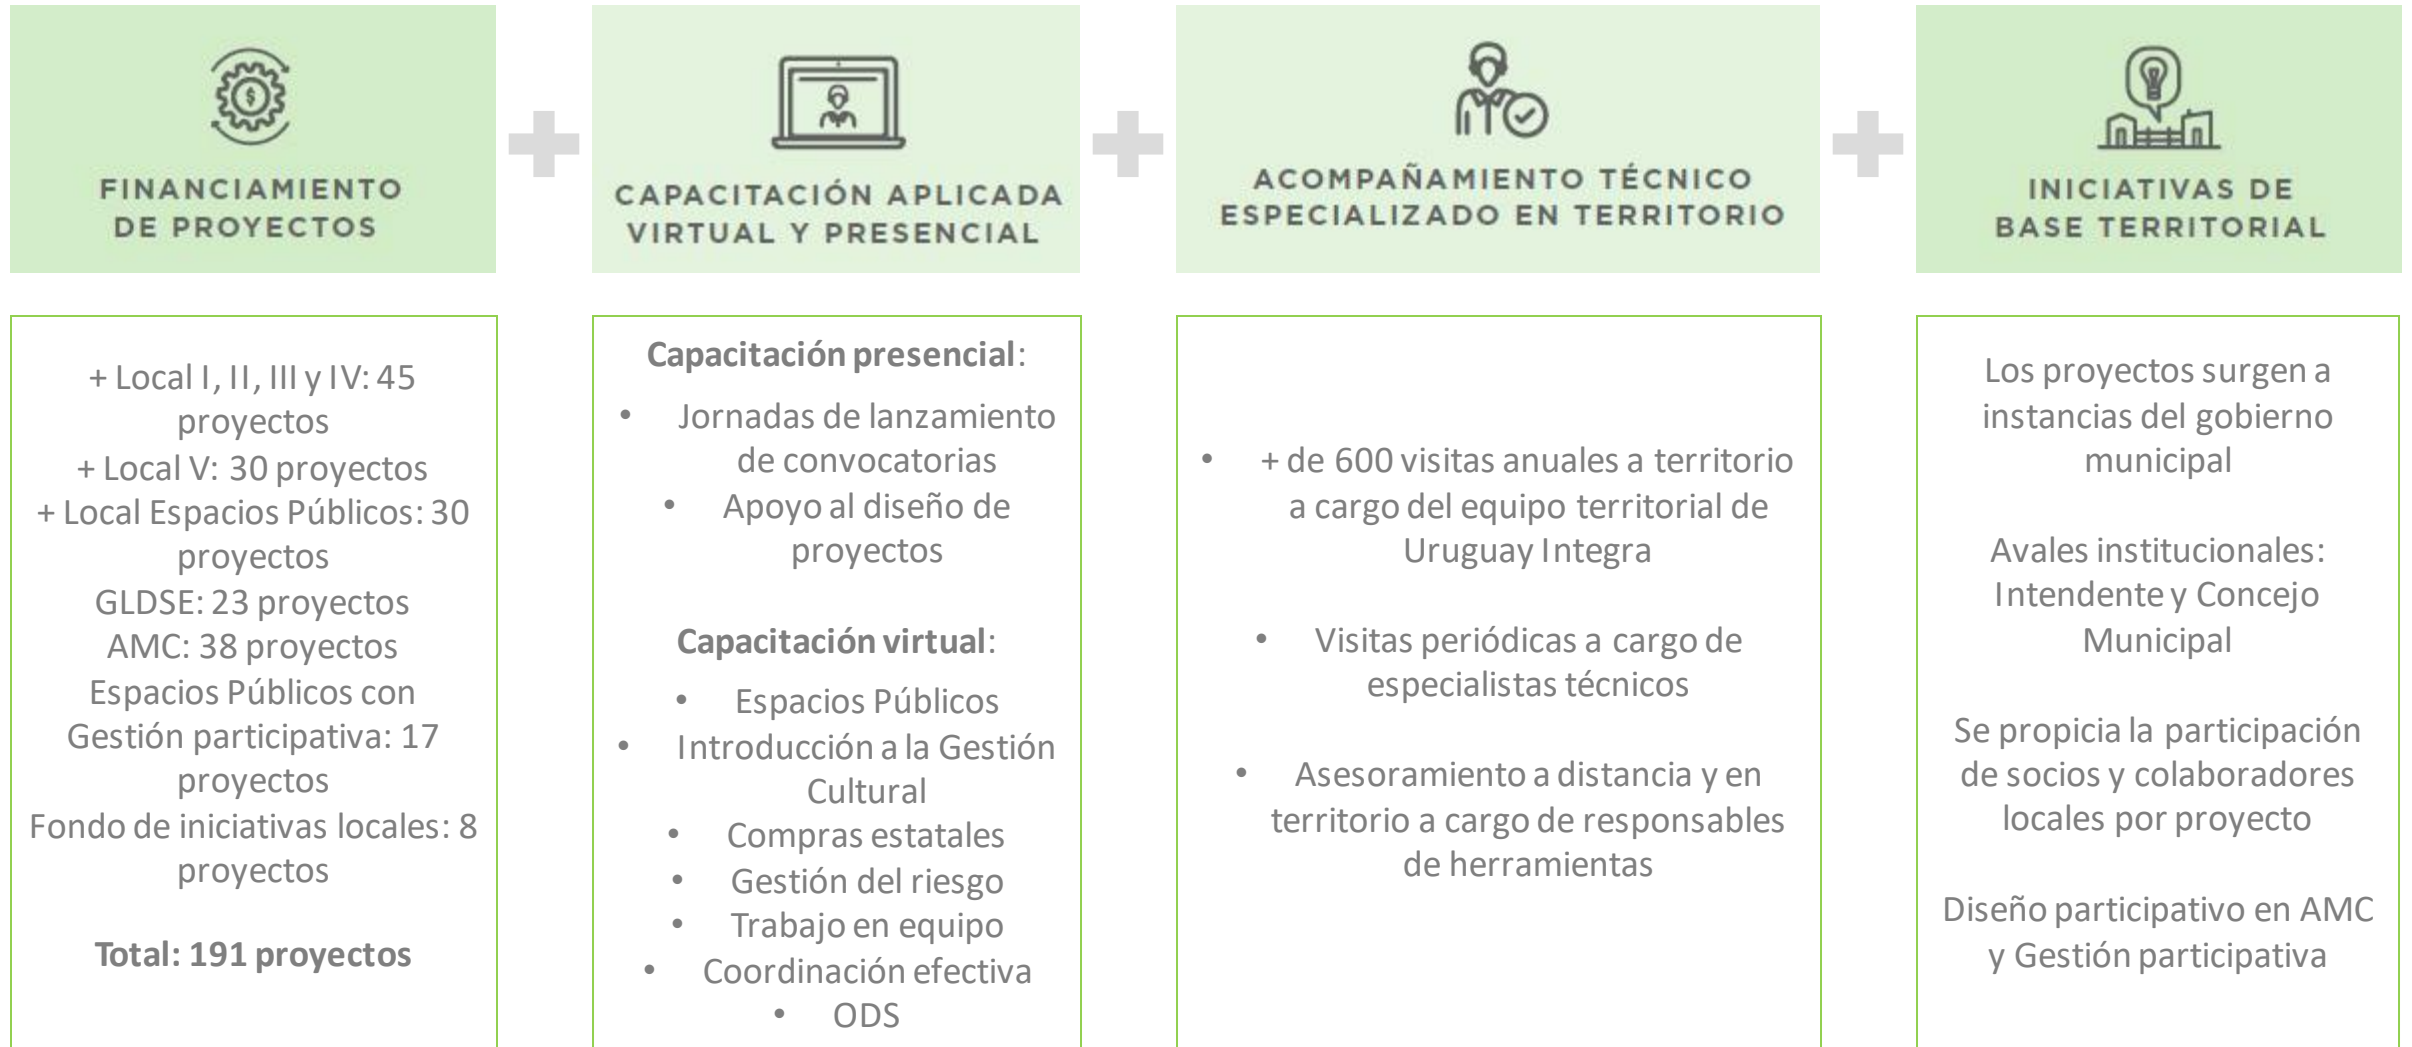 FINANCIAMIENTO
DE PROYECTOS
+ Local I, II, III y IV: 45
proyectos
+ Local V: 30 proyectos
+ Local Espacios Públicos: 30
proyectos
GLDSE: 23 proyectos
AMC: 38 proyectos
Espacios Públicos con
Gestión participativa: 17
proyectos
Fondo de iniciativas locales: 8
proyectos
Total: 191 proyectos
CAPACITACIÓN APLICADA
VIRTUAL Y PRESENCIAL
Capacitación presencial:
• Jornadas de lanzamiento
de convocatorias
• Apoyo al diseño de
proyectos
Capacitación virtual:
• Espacios Públicos
• Introducción a la Gestión
Cultural
• Compras estatales
• Gestión del riesgo
• Trabajo en equipo
• Coordinación efectiva
• ODS
ACOMPAÑAMIENTO TÉCNICO
ESPECIALIZADO EN TERRITORIO
• + de 600 visitas anuales a territorio
a cargo del equipo territorial de
Uruguay Integra
• Visitas periódicas a cargo de
especialistas técnicos
• Asesoramiento a distancia y en
territorio a cargo de responsables
de herramientas
INICIATIVAS DE
BASE TERRITORIAL
Los proyectos surgen a
instancias del gobierno
municipal
Avales institucionales:
Intendente y Concejo
Municipal
Se propicia la participación
de socios y colaboradores
locales por proyecto
Diseño participativo en AMC
y Gestión participativa